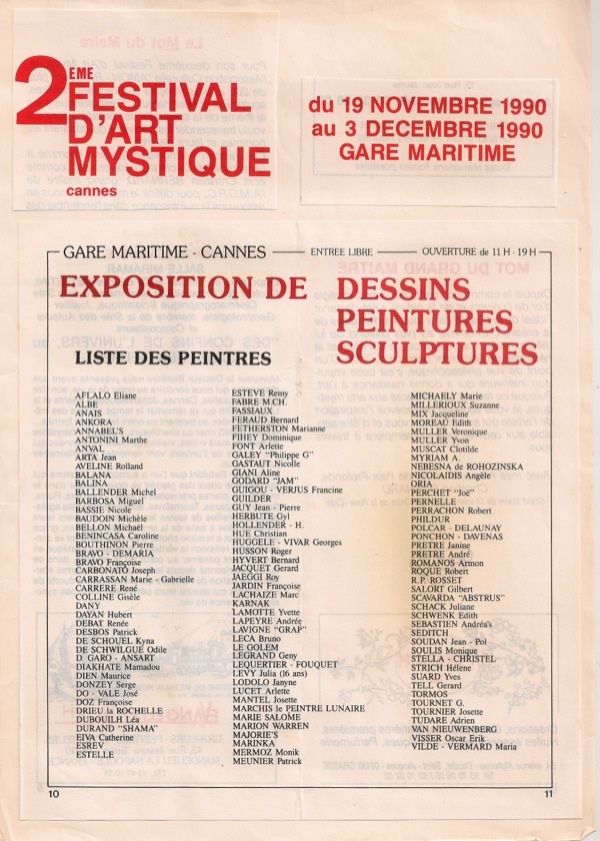 2
EME
FESTIVAL
D'ART
MYSTIQUE
cannes
du 19 NOVEMBRE 1990
au 3 DECEMBRE 1990
GARE MARITIME
GARE MARITIME - CANNES
ENTREE LIBRE
OUVERTURE de 11 H - 19 H
EXPOSITION DE
DESSINS
PEINTURES
SCULPTURES
LISTE DES PEINTRES
AFLALO Eliane
ALBE
ANAIS
ANKORA
ANNABEL'S
ANTONINI Marthe
ANVAL
ARTA Jean
AVELINE Rolland
BALANA
BALINA
BALLENDER Michel
BARBOSA Miguel
BASSIE Nicole
BAUDOIN Michèle
BELLON Michaël
BENINCASA Caroline
BOUTHINON Pierre
BRAVO - DEMARIA
BRAVO Françoise
CARBONATO Joseph
CARRASSAN Marie - Gabrielle
CARRERE René
COLLINE Gisèle
DANY
DAYAN Hubert
DEBAT Renée
DESBOS Patrick
DE SCHOUEL Kyna
DE SCHWILGUE Odile
D. GARO - ANSART
DIAKHATE Mamadou
DIEN Maurice
DONZEY Serge
DO - VALE José
DOZ Françoise
DRIEU la ROCHELLE
DUBOUILH Léa
DURAND "SHAMA"
EIVA Catherine
ESREV
ESTELLE
ESTEVE Remy
FABRE M.CH.
FASSIAUX
FERAUD Bernard
FETHERSTON Marianne
FIHEY Dominique
FONT Arlette
GALEY "Philippe G"
GASTAUT Nicolle
GIANI Aline
GODARD "JAM"
GUIGOU - VERJUS Francine
GUILDER
GUY Jean - Pierre
HERBUTE Gyl
HOLLENDER - H.
HUE Christian
HUGGELE - VIVAR Georges
HUSSON Roger
HYVERT Bernard
JACQUET Gerard
JAEGGI Roy
JARDIN Françoise
LACHAIZE Marc
KARNAK
LAMOTTE Yvette
LAPEYRE Andrée
LAVIGNE "GRAP"
LECA Bruno
LE GOLEM
LEGRAND Geny
LEQUERTIER - FOUQUET
LEVY Julia (16 ans)
LODOLO Janyne
LUCET Arlette
MANTEL Josette
MARCHIS le PEINTRE LUNAIRE
MARIE SALOME
MARION WARREN
MAJORIE'S
MARINKA
MERMOZ Monik
MEUNIER Patrick
MICHAELY Marie
MILLERIOUX Suzanne
MIX Jacqueline
MOREAU Edith
MULLER Veronique
MULLER Yvon
MUSCAT Clotilde
MYRIAM A.
NEBESNA de ROHOZINSKA
NICOLAIDIS Angèle
ORIA
PERCHET "Joë"
PERNELLE
PERRACHON Robert
PHILDUR
POLCAR - DELAUNAY
PONCHON - DAVENAS
PRETRE Janine
PRETRE André
ROMANOS Armon
ROQUE Robert
R.P. ROSSET
SALORT Gilbert
SCAVARDA "ABSTRUS"
SCHACK Juliane
SCHWENK Edith
SEBASTIEN Andréa's
SEDITCH
SOUDAN Jean - Pol
SOULIS Monique
STELLA - CHRISTEL
STRICH Hélene
SUARD Yves
TELL Gerard
TORMOS
TOURNET G.
TOURNIER Josette
TUDARE Adrien
VAN NIEUWENBERG
VISSER Oscar Erik
VILDE - VERMARD Maria
10
11